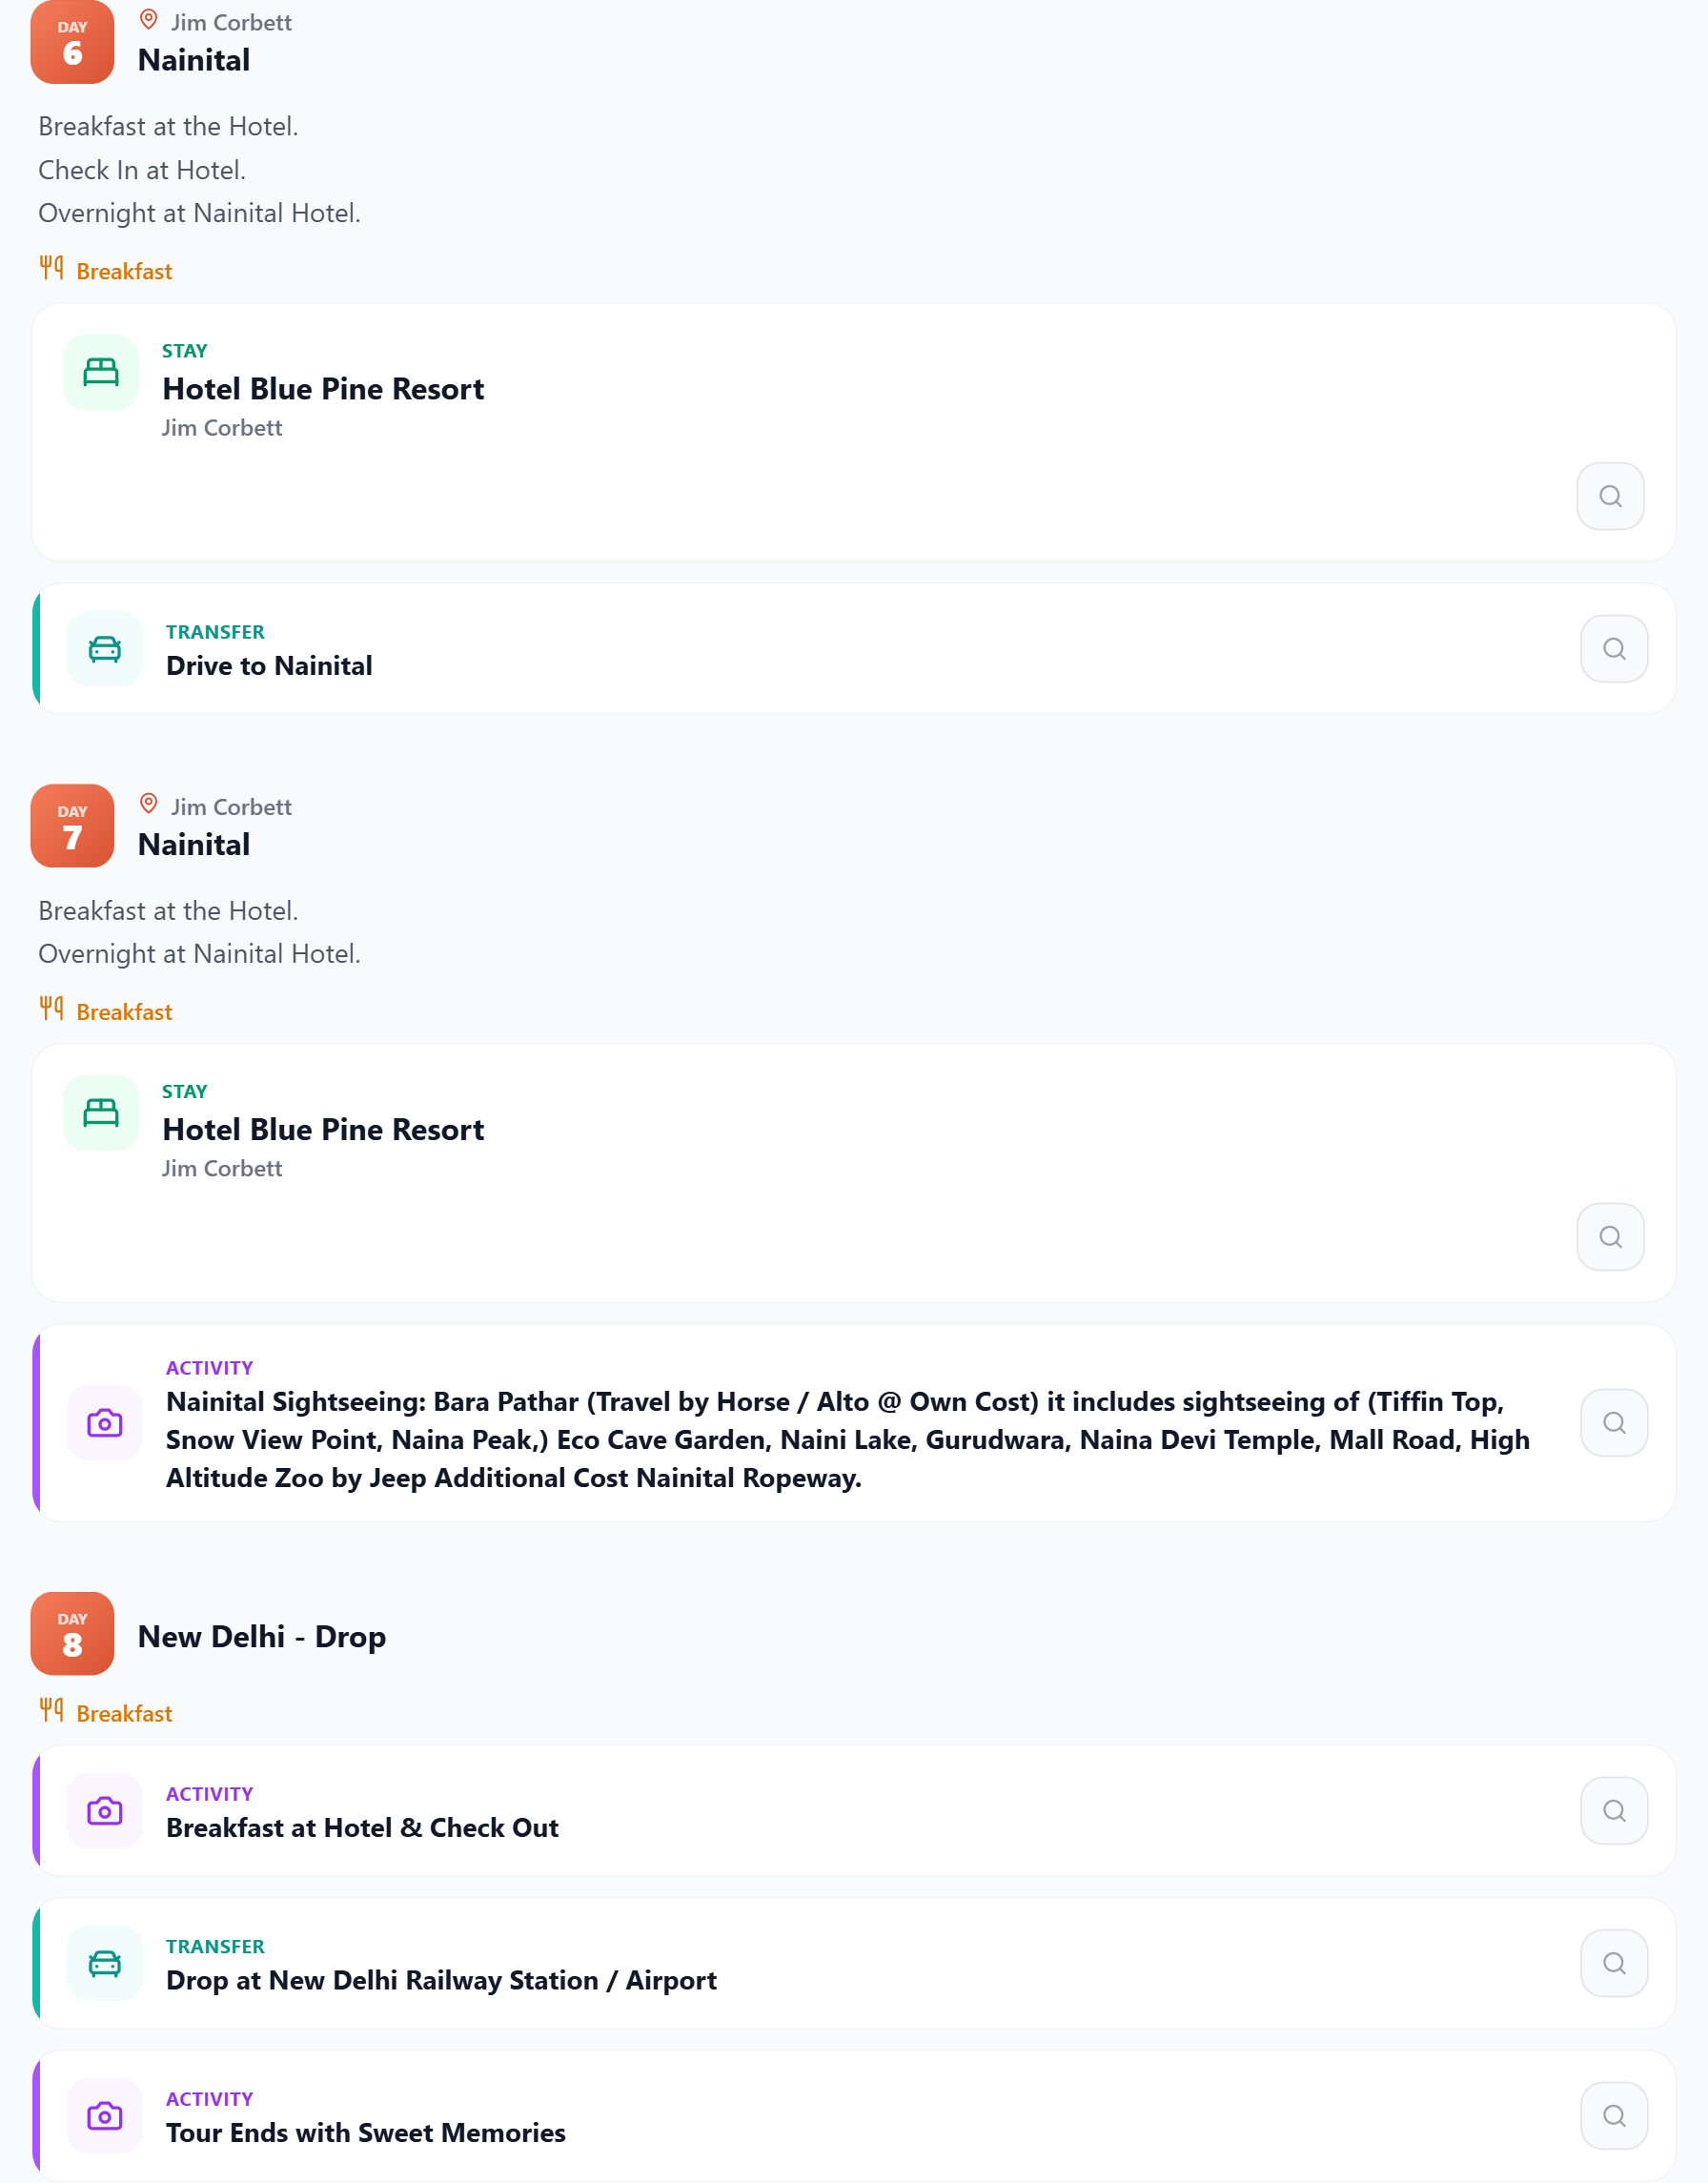 DAY
6
Jim Corbett
Nainital
Breakfast at the Hotel.
Check In at Hotel.
Overnight at Nainital Hotel.
Breakfast
STAY
Hotel Blue Pine Resort
Jim Corbett
TRANSFER
Drive to Nainital
DAY
7
Jim Corbett
Nainital
Breakfast at the Hotel.
Overnight at Nainital Hotel.
Breakfast
STAY
Hotel Blue Pine Resort
Jim Corbett
ACTIVITY
Nainital Sightseeing: Bara Pathar (Travel by Horse / Alto @ Own Cost) it includes sightseeing of (Tiffin Top,
Snow View Point, Naina Peak,) Eco Cave Garden, Naini Lake, Gurudwara, Naina Devi Temple, Mall Road, High
Altitude Zoo by Jeep Additional Cost Nainital Ropeway.
DAY
8
New Delhi - Drop
Breakfast
ACTIVITY
Breakfast at Hotel & Check Out
TRANSFER
Drop at New Delhi Railway Station / Airport
ACTIVITY
Tour Ends with Sweet Memories